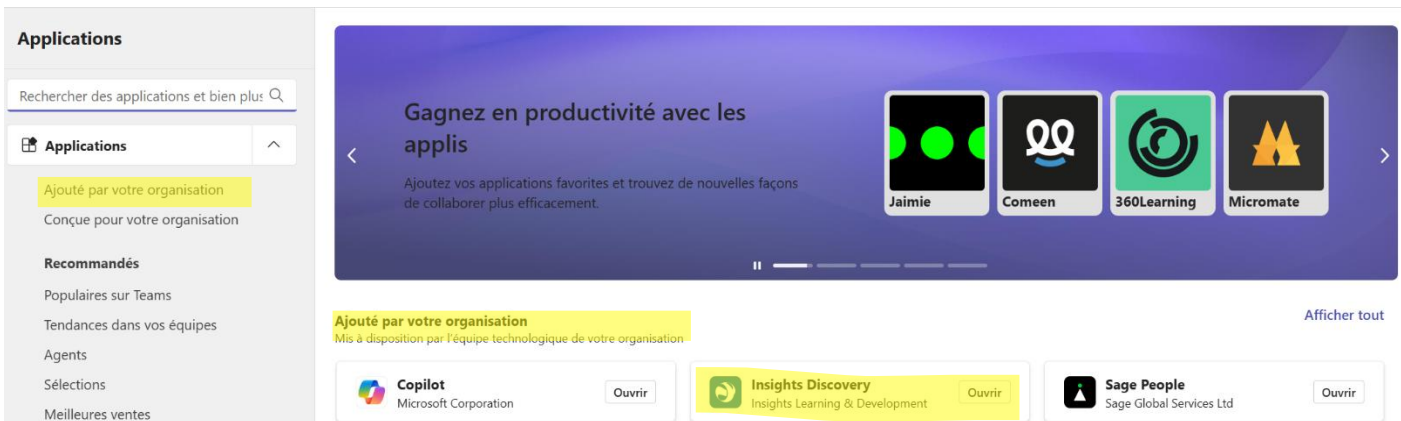 Applications
Rechercher des applications et bien plus
Applications
Ajouté par votre organisation
Conçue pour votre organisation
Recommandés
Populaires sur Teams
Tendances dans vos équipes
Agents
Sélections
Meilleures ventes
Gagnez en productivité avec les
applis
Ajoutez vos applications favorites et trouvez de nouvelles façons
de collaborer plus efficacement.
Jaimie
Comeen
360Learning
Micromate
Ajouté par votre organisation
Mis à disposition par l'équipe technologique de votre organisation
Afficher tout
Copilot
Microsoft Corporation
Ouvrir
Insights Discovery
Insights Learning & Development
Ouvrir
Sage People
Sage Global Services Ltd
Ouvrir